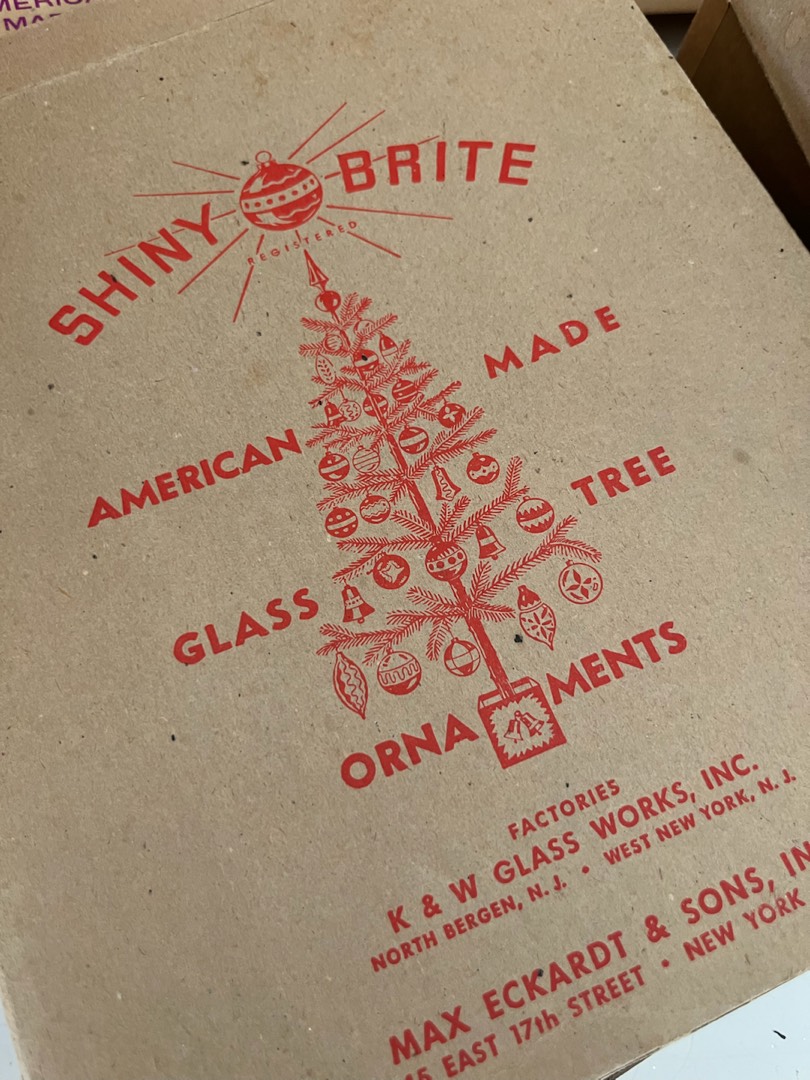 SHINY BRITE
REGISTERED
AMERICAN MADE
GLASS TREE
ORNAMENTS
FACTORIES
K & W GLASS WORKS, INC.
NORTH BERGEN, N. J. • WEST NEW YORK, N. J.
MAX ECKARDT & SONS, IN
EAST 17th STREET • NEW YORK